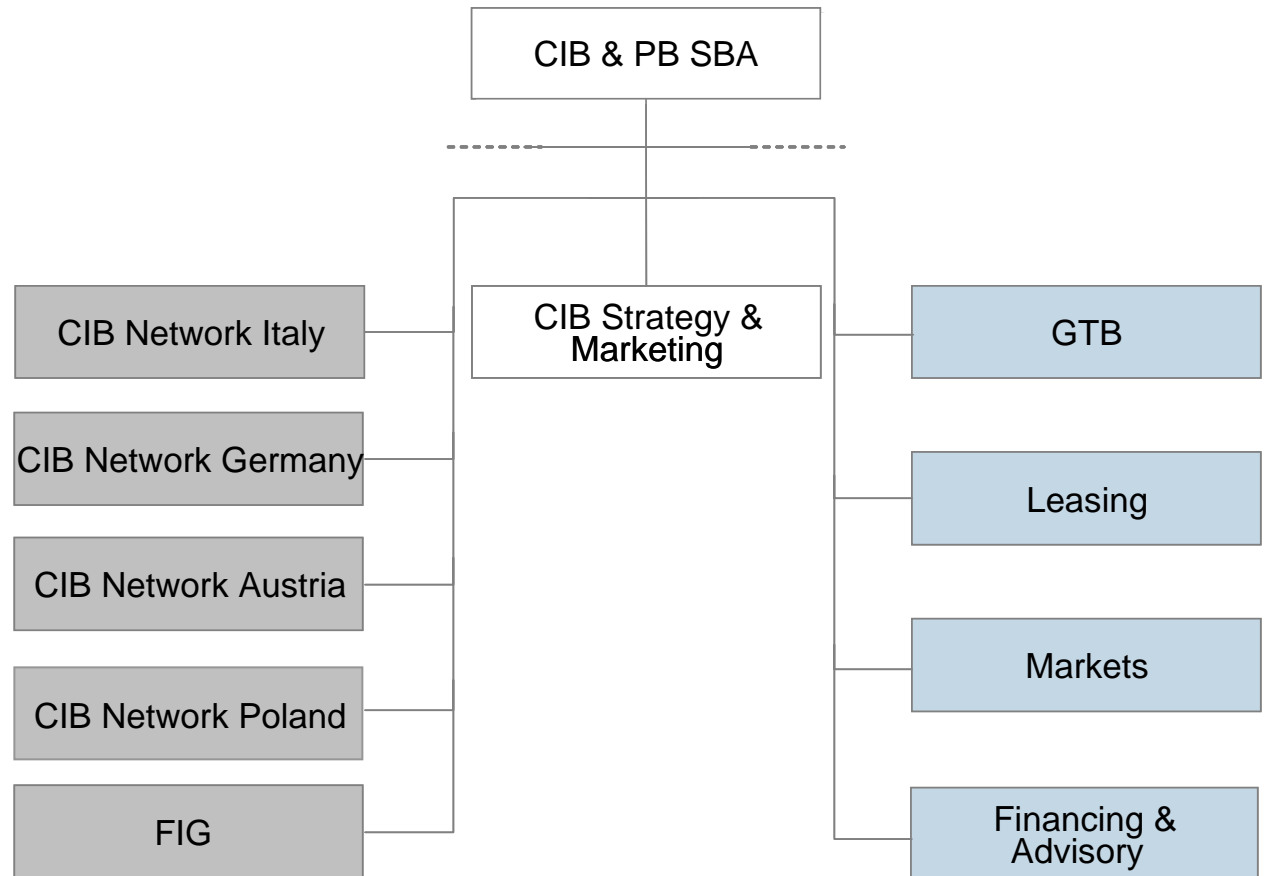 CIB & PB SBA
CIB Network Italy
CIB Network Germany
CIB Network Austria
CIB Network Poland
FIG
CIB Strategy &
Marketing
GTB
Leasing
Markets
Financing &
Advisory